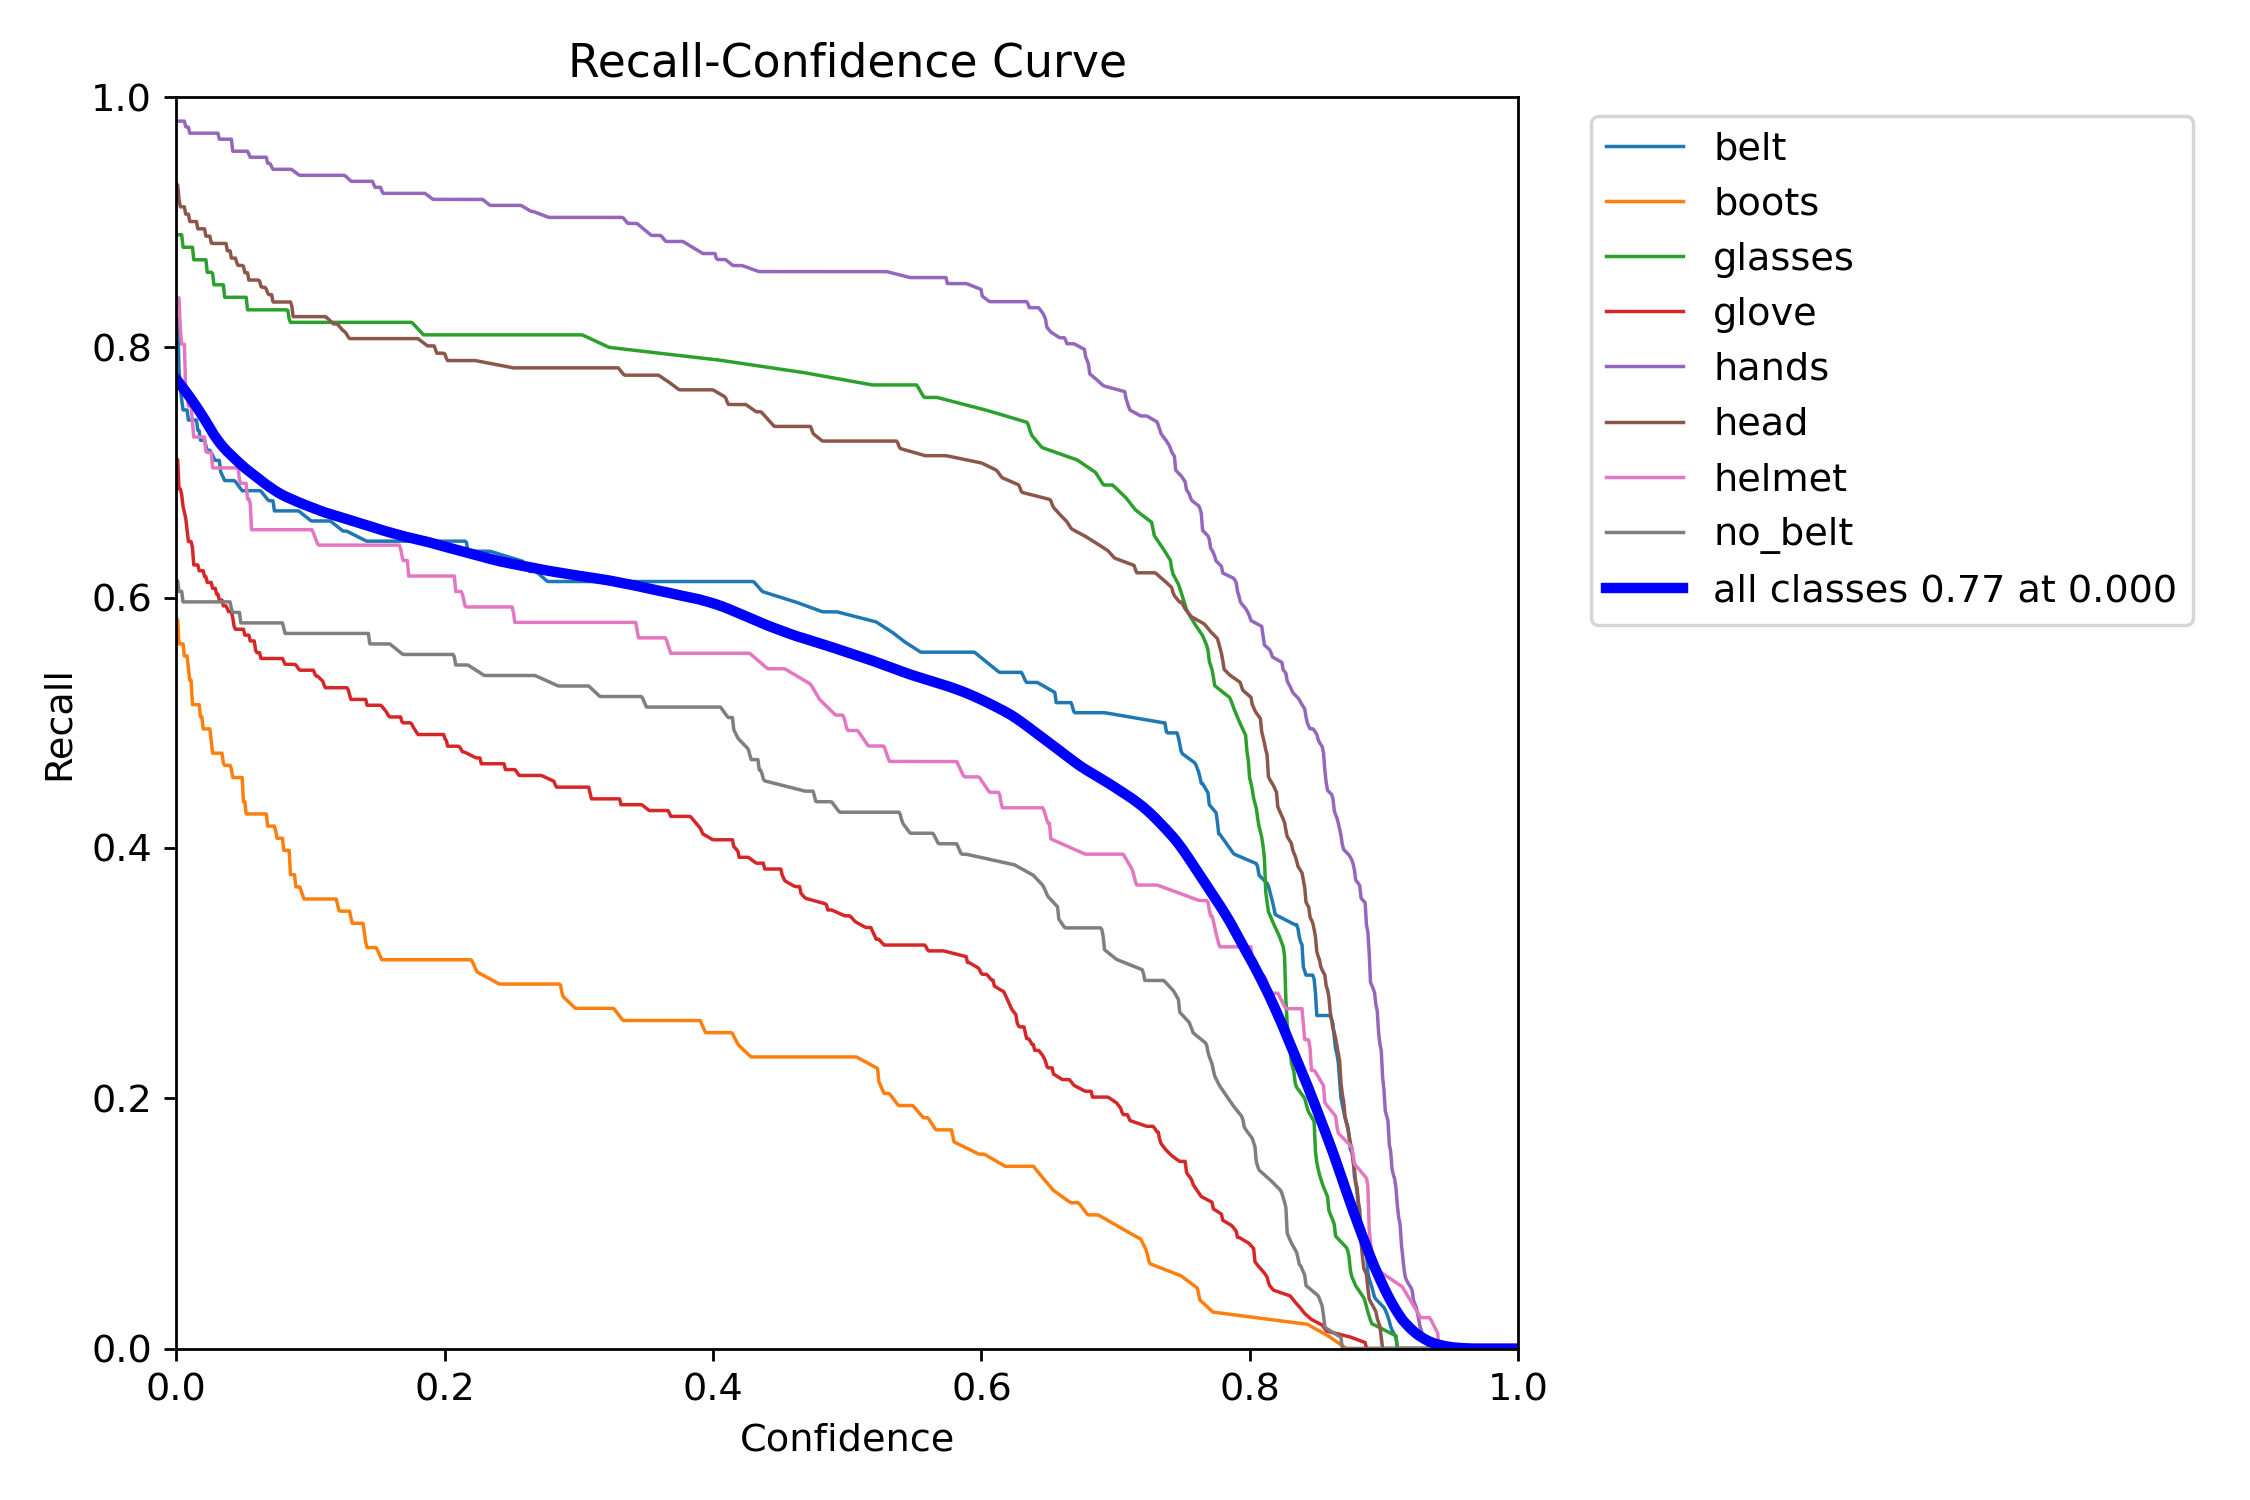 Recall-Confidence Curve
1.0
0.8
0.6
0.4
0.2
0.0
Recall
0.0 0.2 0.4 0.6 0.8 1.0
Confidence
belt
boots
glasses
glove
hands
head
helmet
no_belt
all classes 0.77 at 0.000